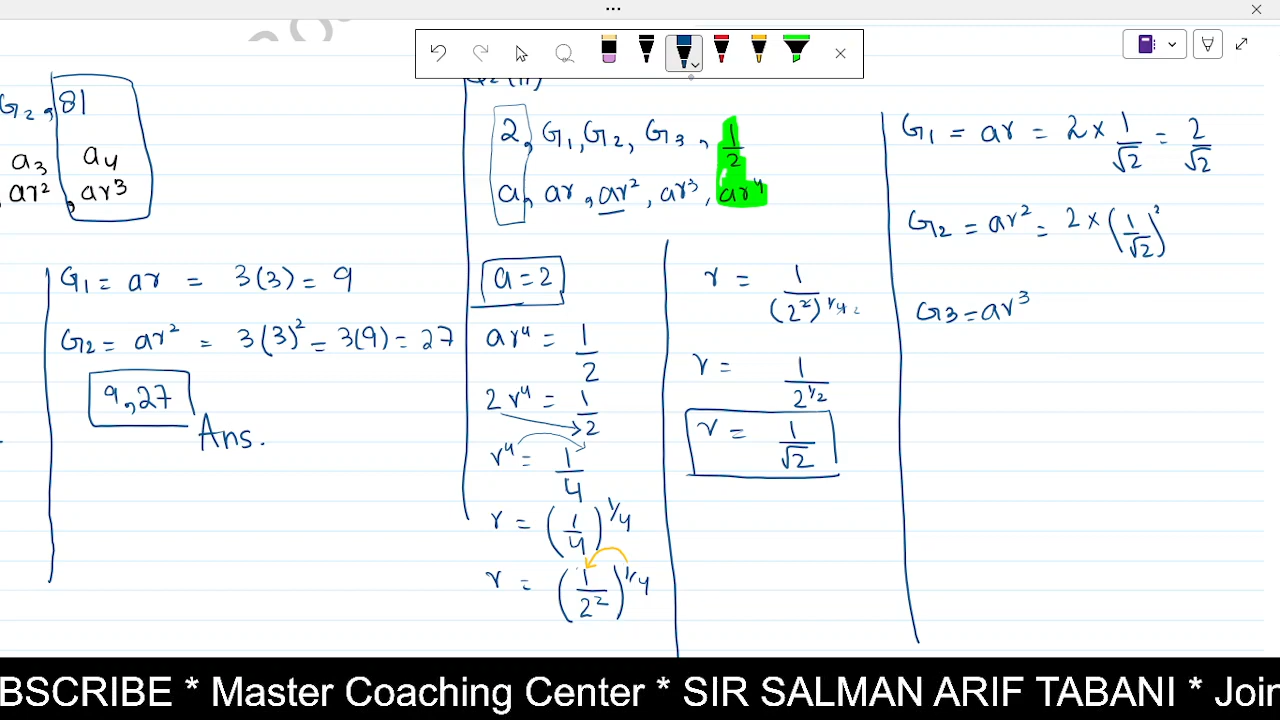 G₂, 81
a₃ a₄
ar², ar³
G₁ = ar = 3(3) = 9
G₂ = ar² = 3(3)² = 3(9) = 27
9, 27
Ans.
2, G₁, G₂, G₃, 1/2
a, ar, ar², ar³, ar⁴
a = 2
ar⁴ = 1/2
2r⁴ = 1/2
r⁴ = 1/4
r = (1/4)^1/4
r = (1/2²)^1/4
r = 1/(2²)^1/4₂
r = 1/2^1/2
r = 1/√2
G₁ = ar = 2 × 1/√2 = 2/√2
G₂ = ar² = 2 × (1/√2)²
G₃ = ar³
BSCRIBE * Master Coaching Center * SIR SALMAN ARIF TABANI * Join